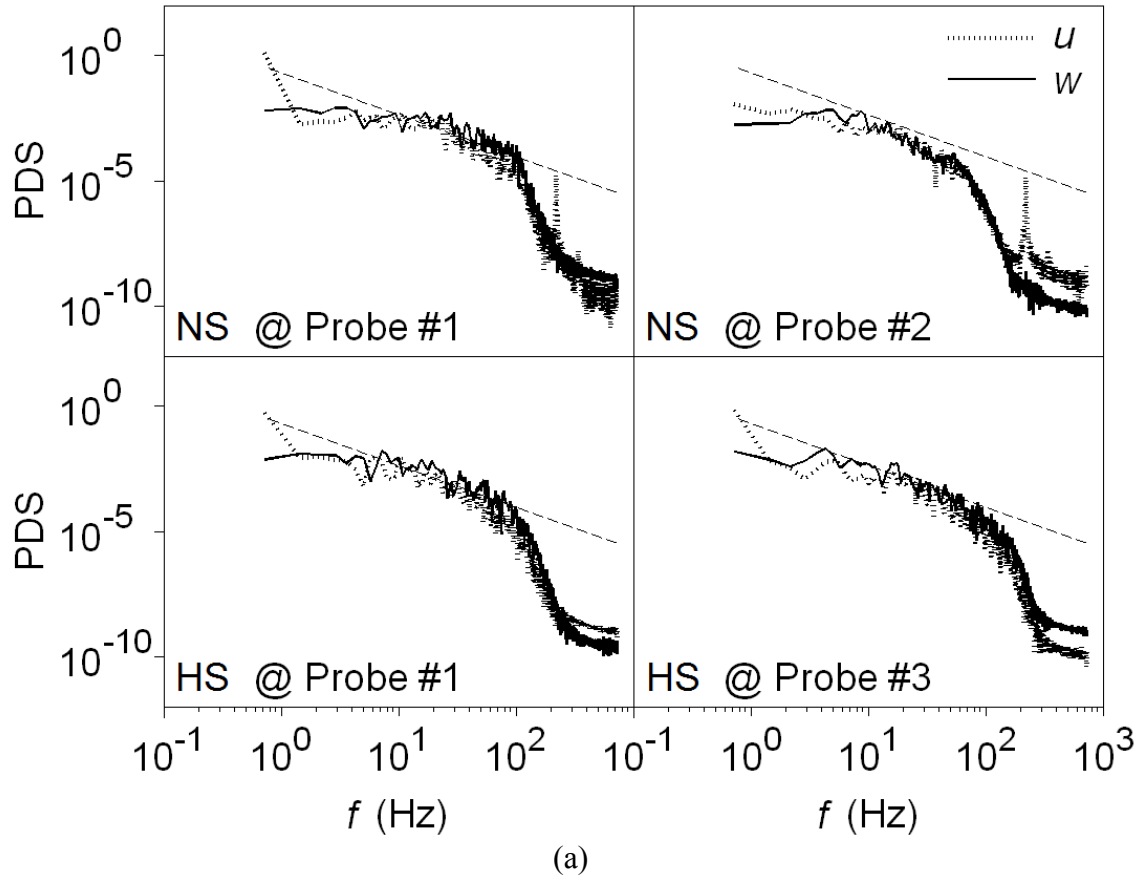 10^0
10^-5
10^-10
PDS
u
w
NS @ Probe #1
NS @ Probe #2
10^0
10^-5
10^-10
PDS
HS @ Probe #1
HS @ Probe #3
10^-1 10^0 10^1 10^2 10^-1 10^0 10^1 10^2 10^3
f (Hz) f (Hz)
(a)